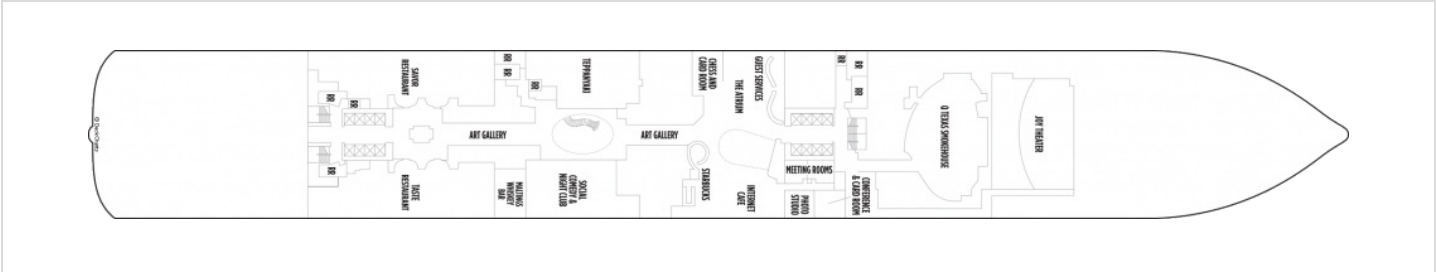 RR
RR
SAVOR
RESTAURANT
RR
RR
RR
TEPPANYAKI
CHESS AND
CARD ROOM
THE ATRIUM
GUEST SERVICES
RR
RR
RR
ART GALLERY
ART GALLERY
Q TEXAS SMOKEHOUSE
JOY THEATER
RR
TASTE
RESTAURANT
MALTINGS
WHISKEY
BAR
SOCIAL
COMEDY &
NIGHT CLUB
STARBUCKS
INTERNET
CAFE
MEETING ROOMS
PHOTO
STUDIO
CONFERENCE
& CARD ROOM